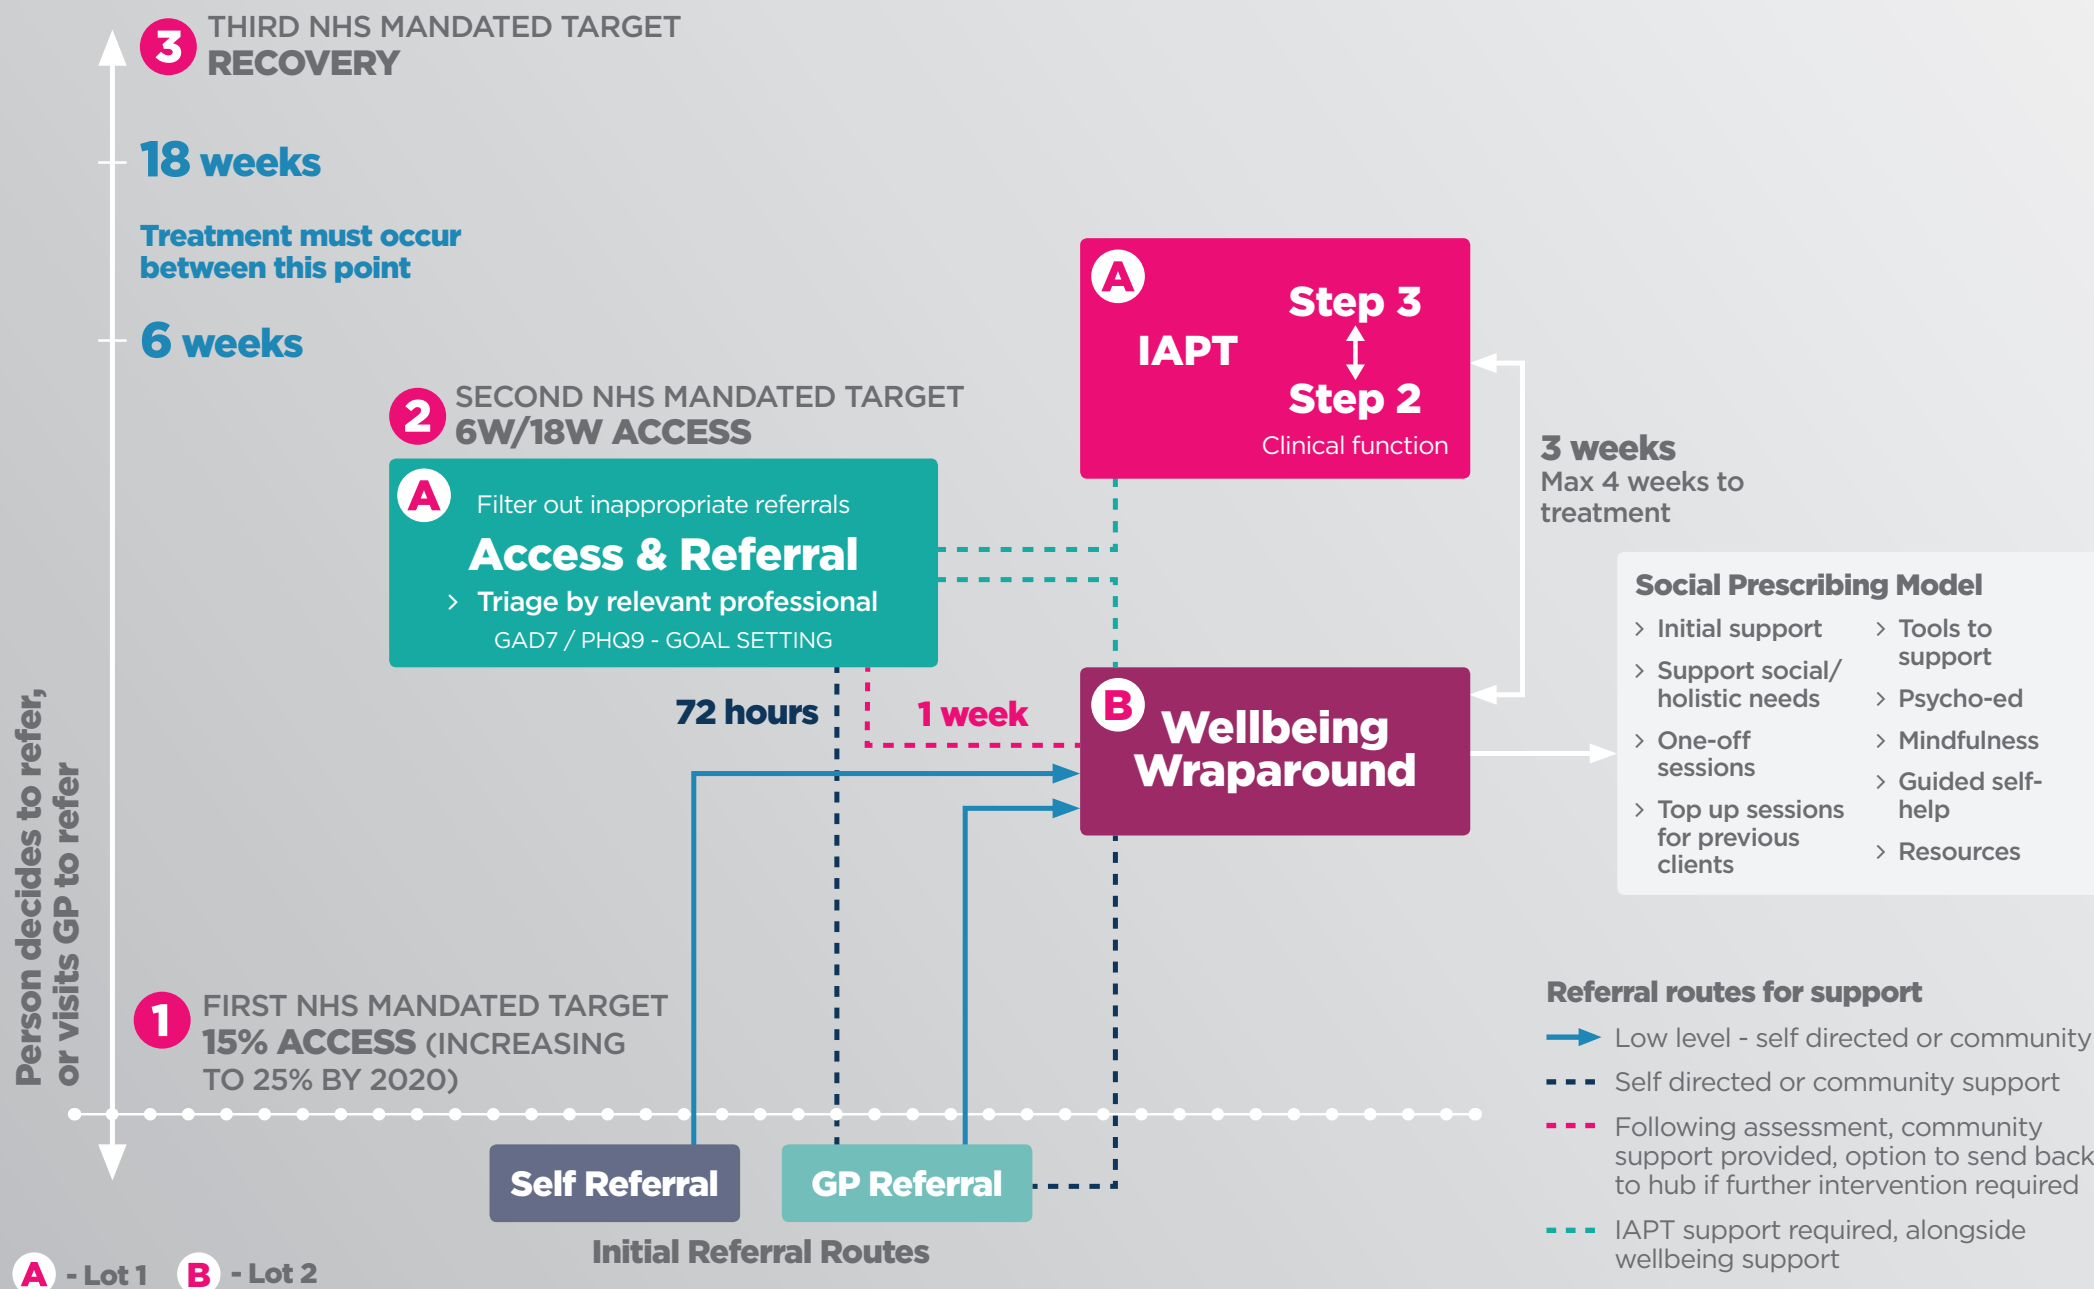 3
THIRD NHS MANDATED TARGET
RECOVERY
18 weeks
Treatment must occur
between this point
6 weeks
Person decides to refer,
or visits GP to refer
2
SECOND NHS MANDATED TARGET
6W/18W ACCESS
A
Filter out inappropriate referrals
Access & Referral
> Triage by relevant professional
GAD7 / PHQ9 - GOAL SETTING
A
IAPT
Step 3
Step 2
Clinical function
3 weeks
Max 4 weeks to
treatment
72 hours
1 week
B
Wellbeing
Wraparound
Social Prescribing Model
> Initial support
> Support social/
holistic needs
> One-off
sessions
> Top up sessions
for previous
clients
> Tools to
support
> Psycho-ed
> Mindfulness
> Guided self-
help
> Resources
1
FIRST NHS MANDATED TARGET
15% ACCESS (INCREASING
TO 25% BY 2020)
Self Referral
GP Referral
Initial Referral Routes
Referral routes for support
Low level - self directed or community
Self directed or community support
Following assessment, community
support provided, option to send back
to hub if further intervention required
IAPT support required, alongside
wellbeing support
A - Lot 1
B - Lot 2